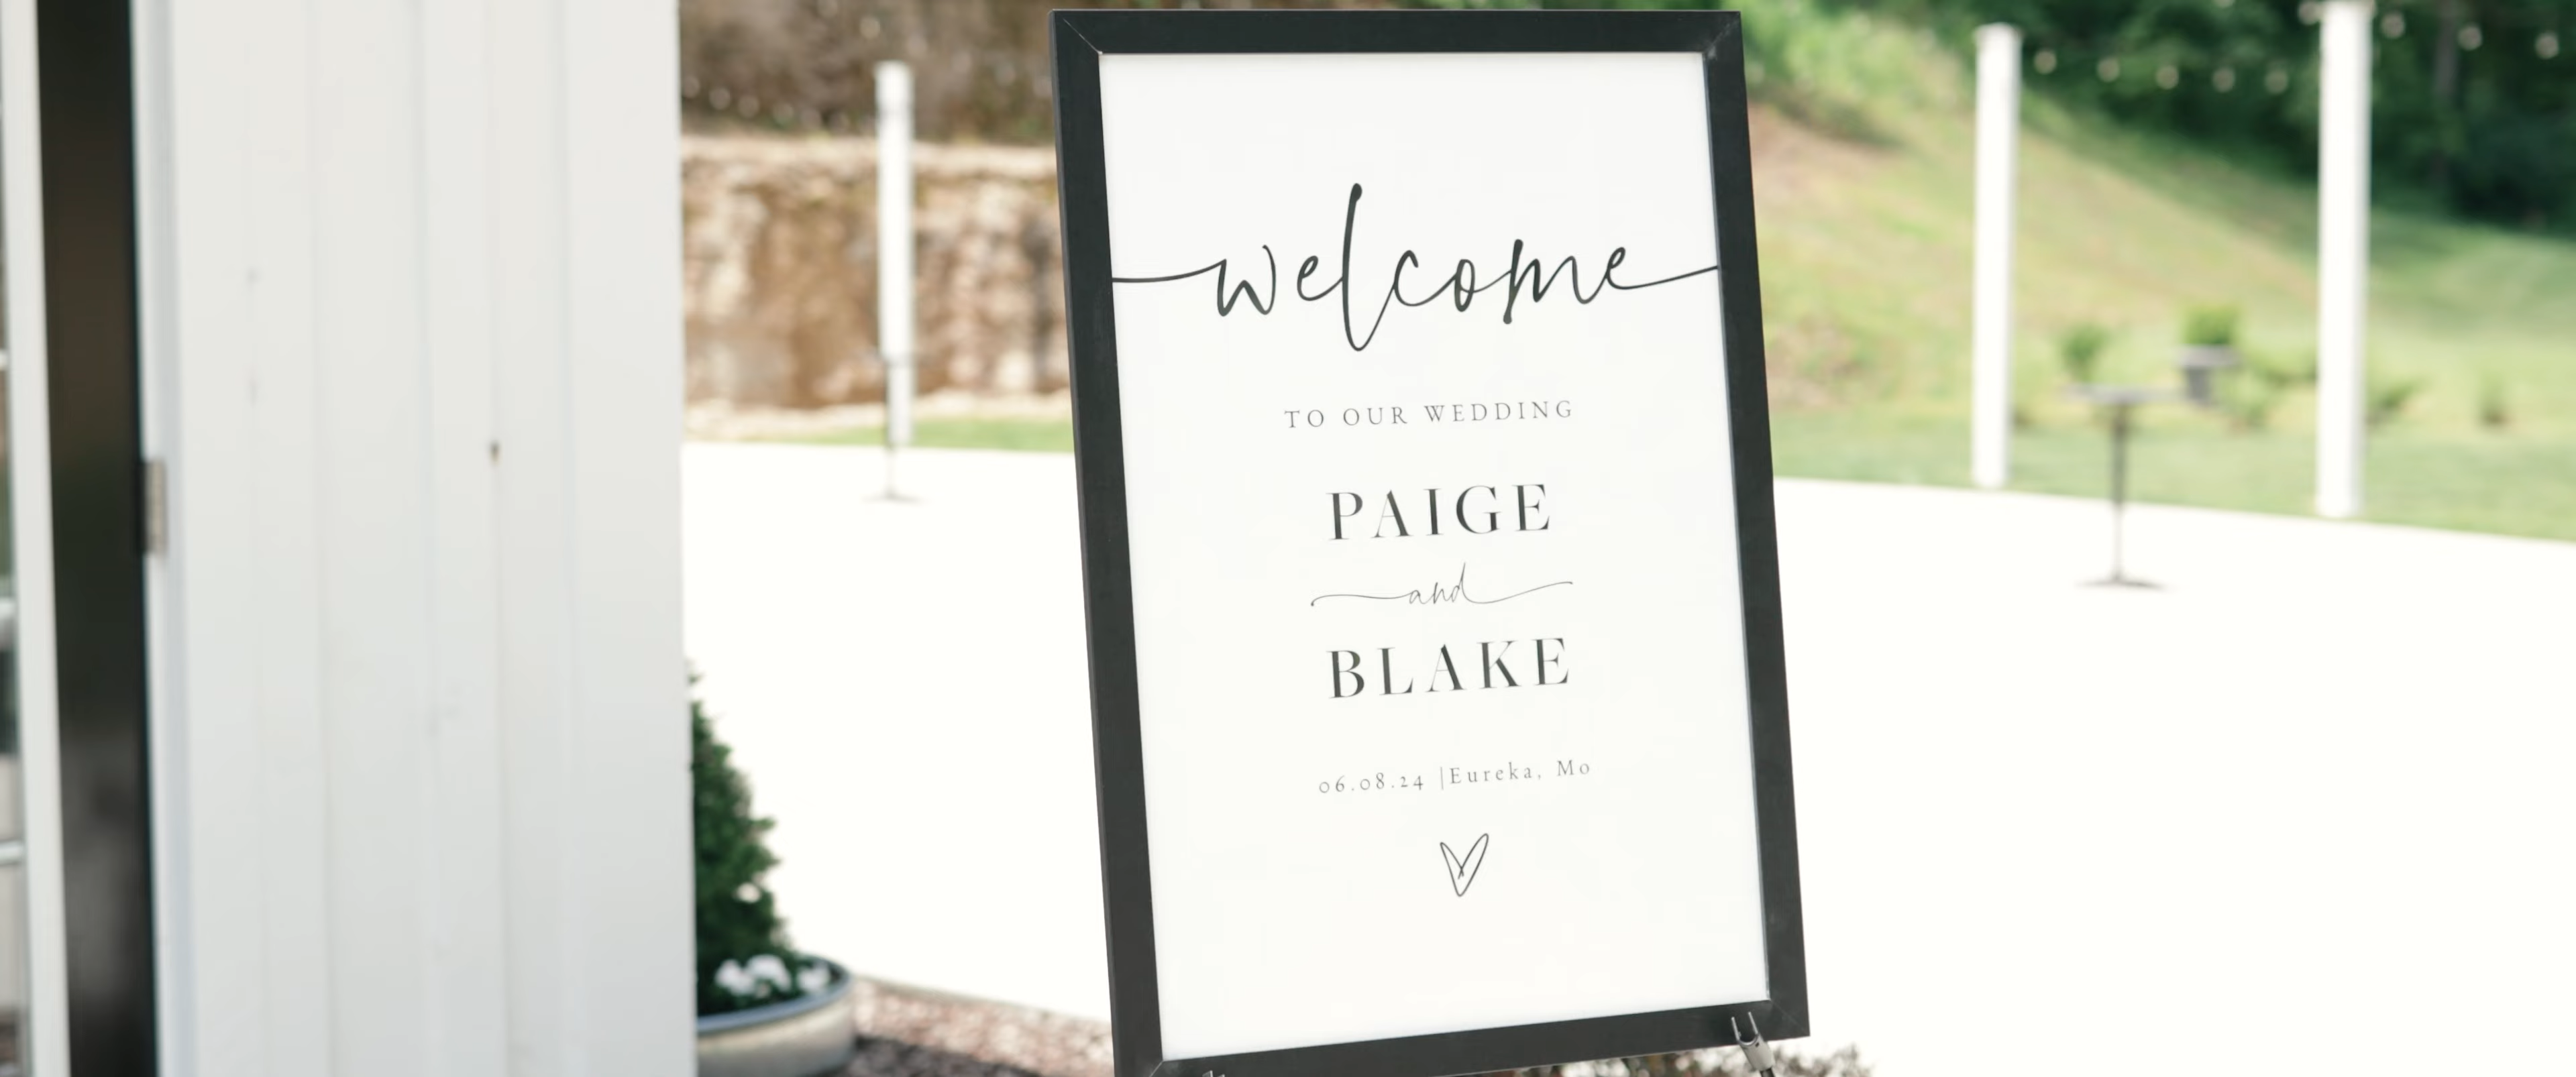 welcome
TO OUR WEDDING
PAIGE
and
BLAKE
06.08.24 |Eureka, Mo